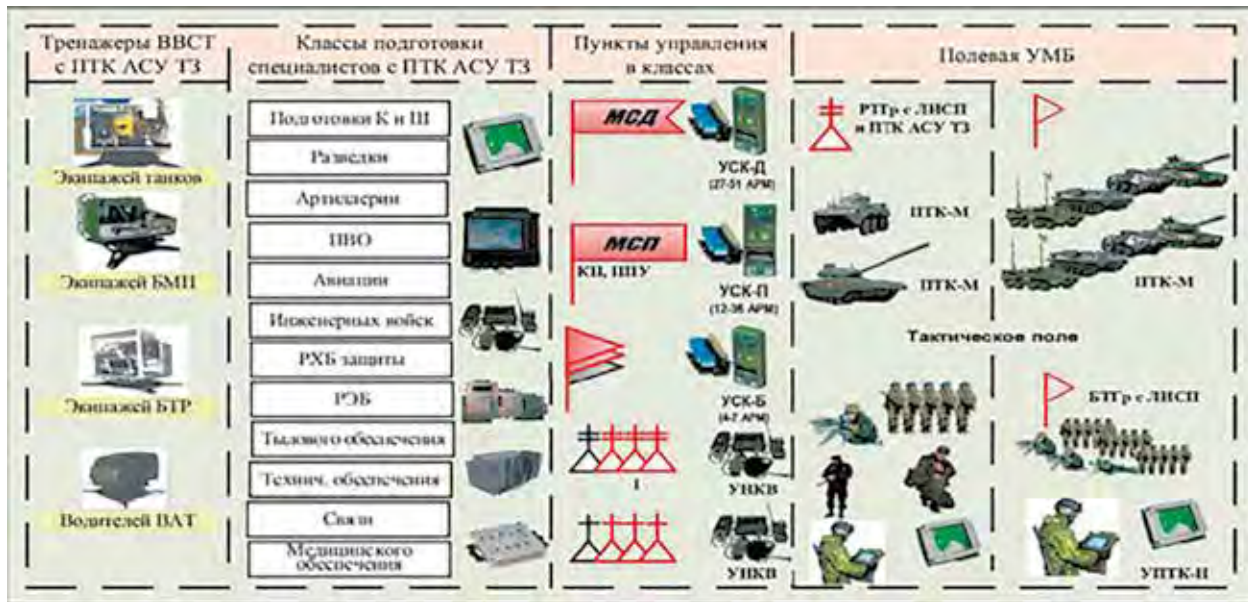 Тренажеры ВВСТ
с ПТК АСУ ТЗ
Экипажей танков
Экипажей БМП
Экипажей БТР
Водителей ВАТ
Классы подготовки
специалистов с ПТК АСУ ТЗ
Подготовки К и Ш
Разведки
Артиллерии
ПВО
Авиации
Инженерных войск
РХБ защиты
РЭБ
Тылового обеспечения
Технич. обеспечения
Связи
Медицинского
обеспечения
Пункты управления
в классах
МСД
УСК-Д
(27-51 АРМ)
МСП
КП, ППУ
УСК-П
(12-36 АРМ)
УСК-Б
(4-7 АРМ)
1
УНКВ
УНКВ
Полевая УМБ
РТГр с ЛИСП
и ПТК АСУ ТЗ
ПТК-М
ПТК-М
ПТК-М
Тактическое поле
БТГр с ЛИСП
УПТК-Н